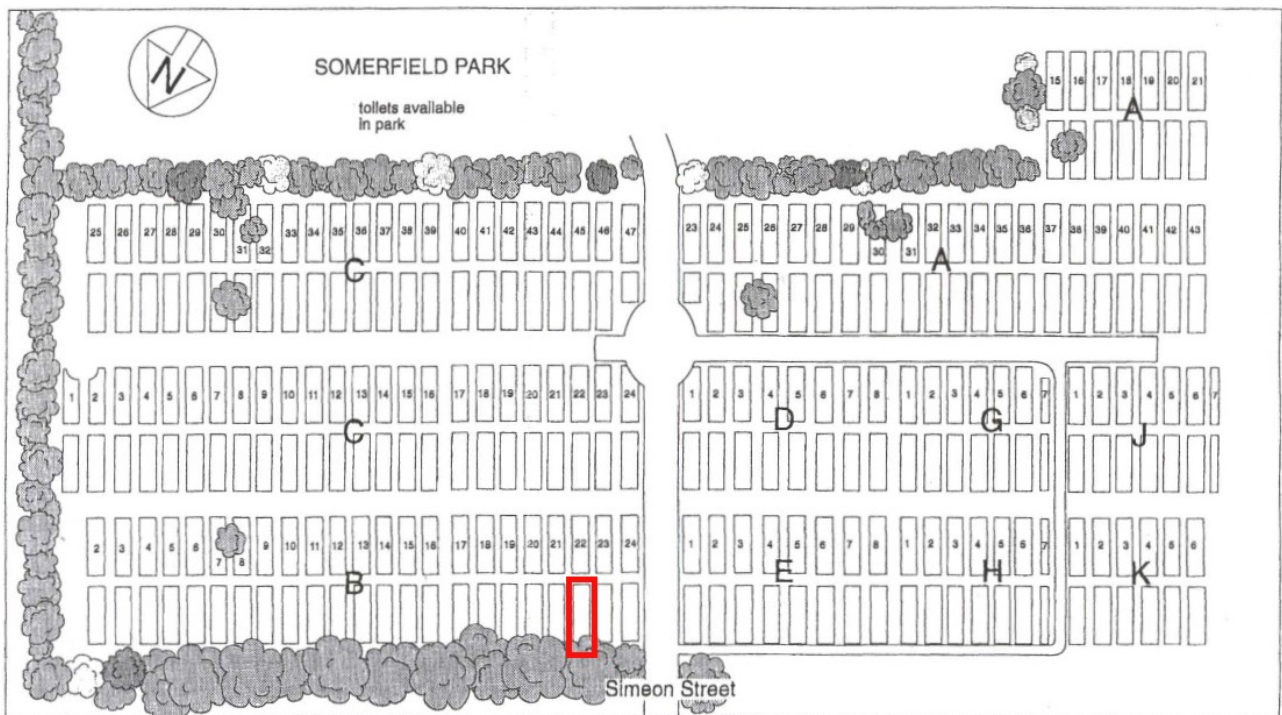 N
SOMERFIELD PARK
toilets available
in park
15 16 17 18 19 20 21
A
25 26 27 28 29 30 31 32 33 34 35 36 37 38 39 40 41 42 43 44 45 46 47
C
23 24 25 26 27 28 29 30 31 32 33 34 35 36 37 38 39 40 41 42 43
A
1 2 3 4 5 6 7 8 9 10 11 12 13 14 15 16 17 18 19 20 21 22 23 24
C
1 2 3 4 5 6 7 8
D
1 2 3 4 5 6 7
G
1 2 3 4 5 6 7
J
2 3 4 5 6 7 8 9 10 11 12 13 14 15 16 17 18 19 20 21 22 23 24
B
1 2 3 4 5 6 7 8
E
1 2 3 4 5 6 7
H
1 2 3 4 5 6
K
Simeon Street